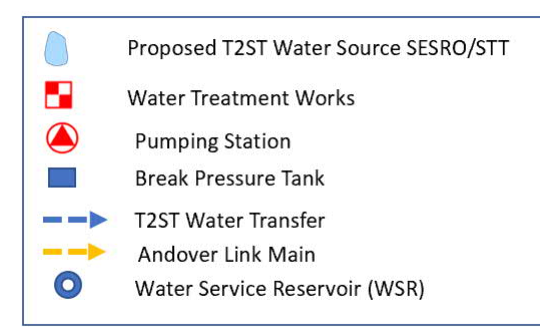 Proposed T2ST Water Source SESRO/STT
Water Treatment Works
Pumping Station
Break Pressure Tank
T2ST Water Transfer
Andover Link Main
Water Service Reservoir (WSR)